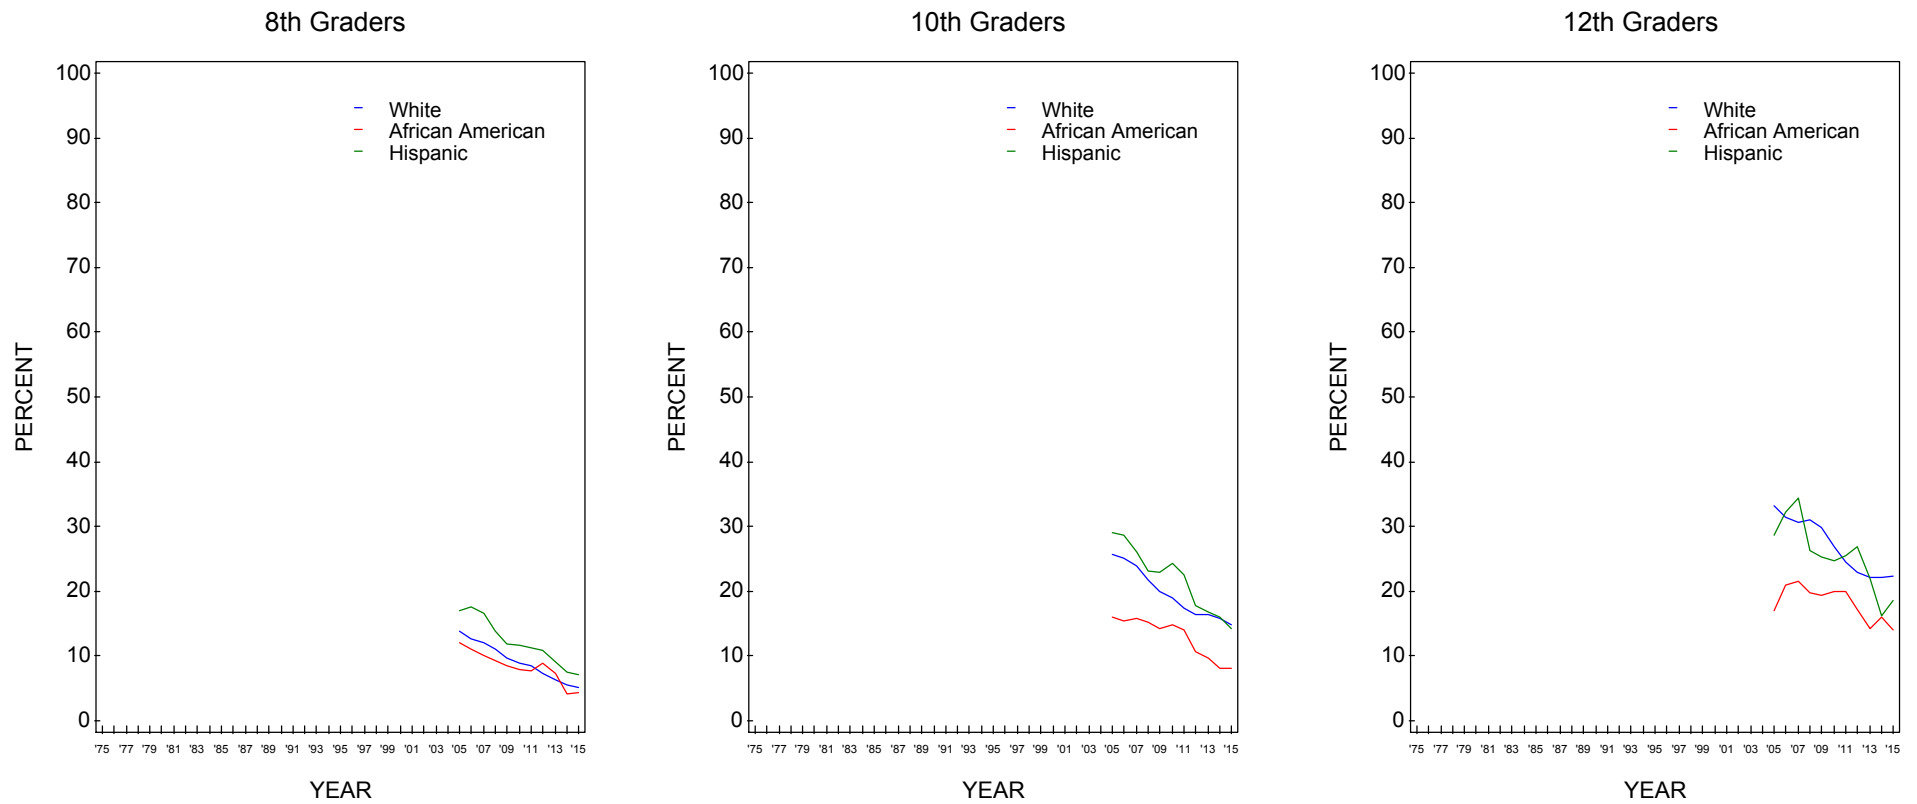 8th Graders
100
90
80
70
60
50
40
30
20
10
0
PERCENT
White
African American
Hispanic
'75 '77 '79 '81 '83 '85 '87 '89 '91 '93 '95 '97 '99 '01 '03 '05 '07 '09 '11 '13 '15
YEAR
10th Graders
100
90
80
70
60
50
40
30
20
10
0
PERCENT
White
African American
Hispanic
'75 '77 '79 '81 '83 '85 '87 '89 '91 '93 '95 '97 '99 '01 '03 '05 '07 '09 '11 '13 '15
YEAR
12th Graders
100
90
80
70
60
50
40
30
20
10
0
PERCENT
White
African American
Hispanic
'75 '77 '79 '81 '83 '85 '87 '89 '91 '93 '95 '97 '99 '01 '03 '05 '07 '09 '11 '13 '15
YEAR